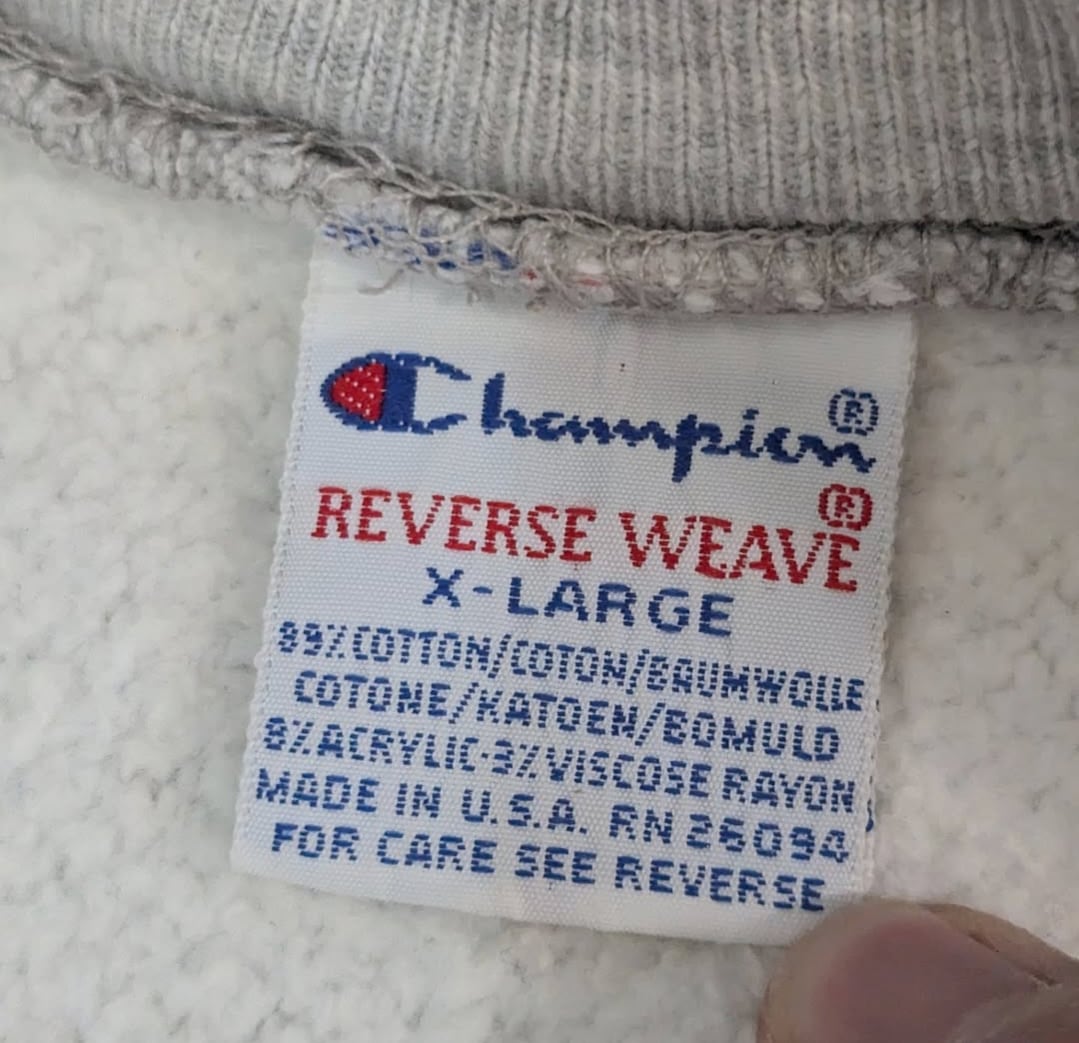 Champion®
REVERSE WEAVE®
X-LARGE
89%COTTON/COTON/BAUMWOLLE
COTONE/KATOEN/BOMULD
8%ACRYLIC·3%VISCOSE RAYON
MADE IN U.S.A. RN 26094
FOR CARE SEE REVERSE